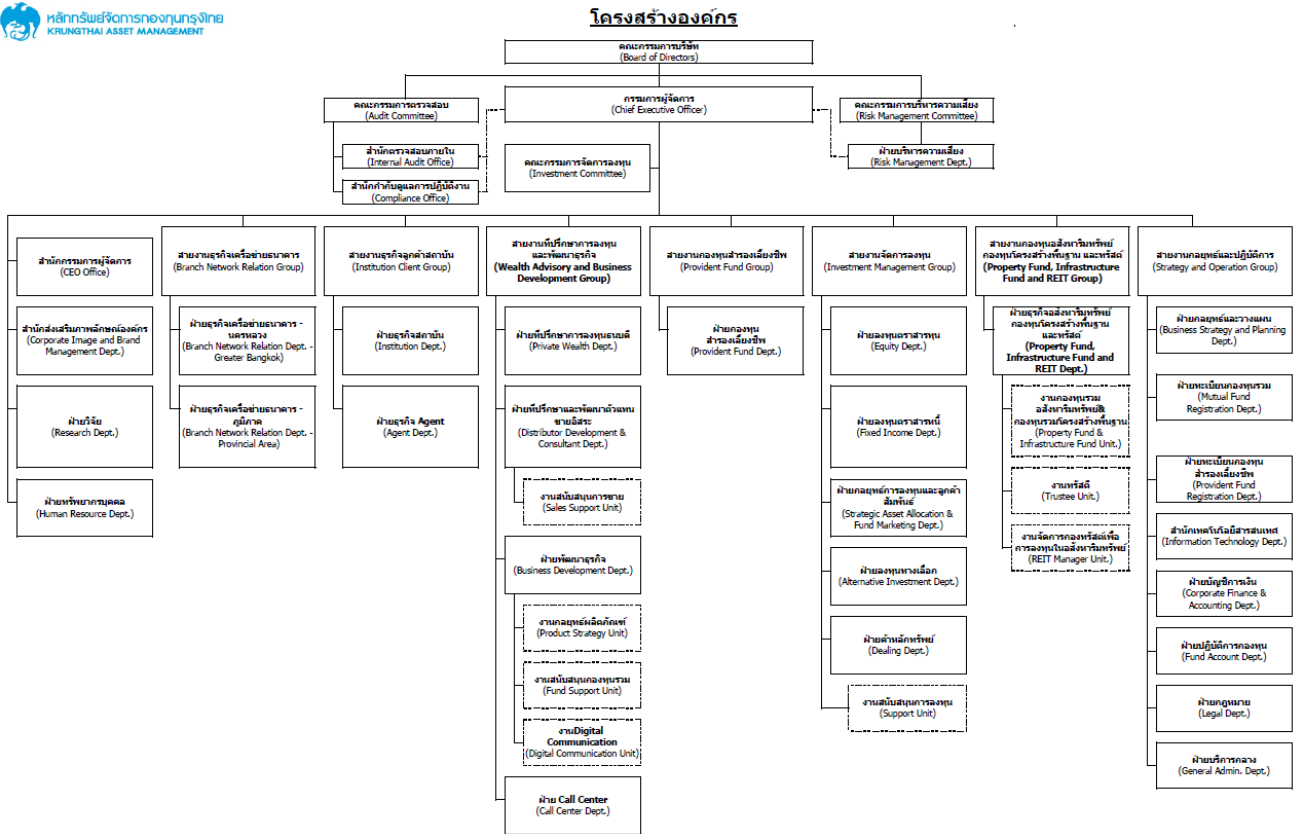 หลักทรัพย์จัดการกองทุนกรุงไทย
KRUNGTHAI ASSET MANAGEMENT
โครงสร้างองค์กร
คณะกรรมการบริษัท
(Board of Directors)
คณะกรรมการตรวจสอบ
(Audit Committee)
กรรมการผู้จัดการ
(Chief Executive Officer)
คณะกรรมการบริหารความเสี่ยง
(Risk Management Committee)
สำนักตรวจสอบภายใน
(Internal Audit Office)
คณะกรรมการจัดการลงทุน
(Investment Committee)
ฝ่ายบริหารความเสี่ยง
(Risk Management Dept.)
สำนักกำกับดูแลการปฏิบัติงาน
(Compliance Office)
สำนักกรรมการผู้จัดการ
(CEO Office)
สำนักส่งเสริมภาพลักษณ์องค์กร
(Corporate Image and Brand
Management Dept.)
ฝ่ายวิจัย
(Research Dept.)
ฝ่ายทรัพยากรบุคคล
(Human Resource Dept.)
สายงานธุรกิจเครือข่ายธนาคาร
(Branch Network Relation Group)
ฝ่ายธุรกิจเครือข่ายธนาคาร -
นครหลวง
(Branch Network Relation Dept. -
Greater Bangkok)
ฝ่ายธุรกิจเครือข่ายธนาคาร -
ภูมิภาค
(Branch Network Relation Dept. -
Provincial Area)
สายงานธุรกิจลูกค้าสถาบัน
(Institution Client Group)
ฝ่ายธุรกิจสถาบัน
(Institution Dept.)
ฝ่ายธุรกิจ Agent
(Agent Dept.)
สายงานที่ปรึกษาการลงทุน
และพัฒนาธุรกิจ
(Wealth Advisory and Business
Development Group)
ฝ่ายที่ปรึกษาการลงทุนธนบดี
(Private Wealth Dept.)
ฝ่ายที่ปรึกษาและพัฒนาตัวแทน
ขายอิสระ
(Distributor Development &
Consultant Dept.)
งานสนับสนุนการขาย
(Sales Support Unit)
ฝ่ายพัฒนาธุรกิจ
(Business Development Dept.)
งานกลยุทธ์ผลิตภัณฑ์
(Product Strategy Unit)
งานสนับสนุนกองทุนรวม
(Fund Support Unit)
งานDigital
Communication
(Digital Communication Unit)
ฝ่าย Call Center
(Call Center Dept.)
สายงานกองทุนสำรองเลี้ยงชีพ
(Provident Fund Group)
ฝ่ายกองทุน
สำรองเลี้ยงชีพ
(Provident Fund Dept.)
สายงานจัดการลงทุน
(Investment Management Group)
ฝ่ายลงทุนตราสารทุน
(Equity Dept.)
ฝ่ายลงทุนตราสารหนี้
(Fixed Income Dept.)
ฝ่ายกลยุทธ์การลงทุนและลูกค้า
สัมพันธ์
(Strategic Asset Allocation &
Fund Marketing Dept.)
ฝ่ายลงทุนทางเลือก
(Alternative Investment Dept.)
ฝ่ายค้าหลักทรัพย์
(Dealing Dept.)
งานสนับสนุนการลงทุน
(Support Unit)
สายงานกองทุนอสังหาริมทรัพย์
กองทุนโครงสร้างพื้นฐาน และทรัสต์
(Property Fund, Infrastructure
Fund and REIT Group)
ฝ่ายธุรกิจอสังหาริมทรัพย์
กองทุนโครงสร้างพื้นฐาน
และทรัสต์
(Property Fund,
Infrastructure Fund and
REIT Dept.)
งานกองทุนรวม
อสังหาริมทรัพย์&
กองทุนรวมโครงสร้างพื้นฐาน
(Property Fund &
Infrastructure Fund Unit.)
งานทรัสตี
(Trustee Unit.)
งานจัดการกองทรัสต์เพื่อ
การลงทุนในอสังหาริมทรัพย์
(REIT Manager Unit.)
สายงานกลยุทธ์และปฏิบัติการ
(Strategy and Operation Group)
ฝ่ายกลยุทธ์และวางแผน
(Business Strategy and Planning
Dept.)
ฝ่ายทะเบียนกองทุนรวม
(Mutual Fund
Registration Dept.)
ฝ่ายทะเบียนกองทุน
สำรองเลี้ยงชีพ
(Provident Fund
Registration Dept.)
สำนักเทคโนโลยีสารสนเทศ
(Information Technology Dept.)
ฝ่ายบัญชีการเงิน
(Corporate Finance &
Accounting Dept.)
ฝ่ายปฏิบัติการกองทุน
(Fund Account Dept.)
ฝ่ายกฎหมาย
(Legal Dept.)
ฝ่ายบริการกลาง
(General Admin. Dept.)